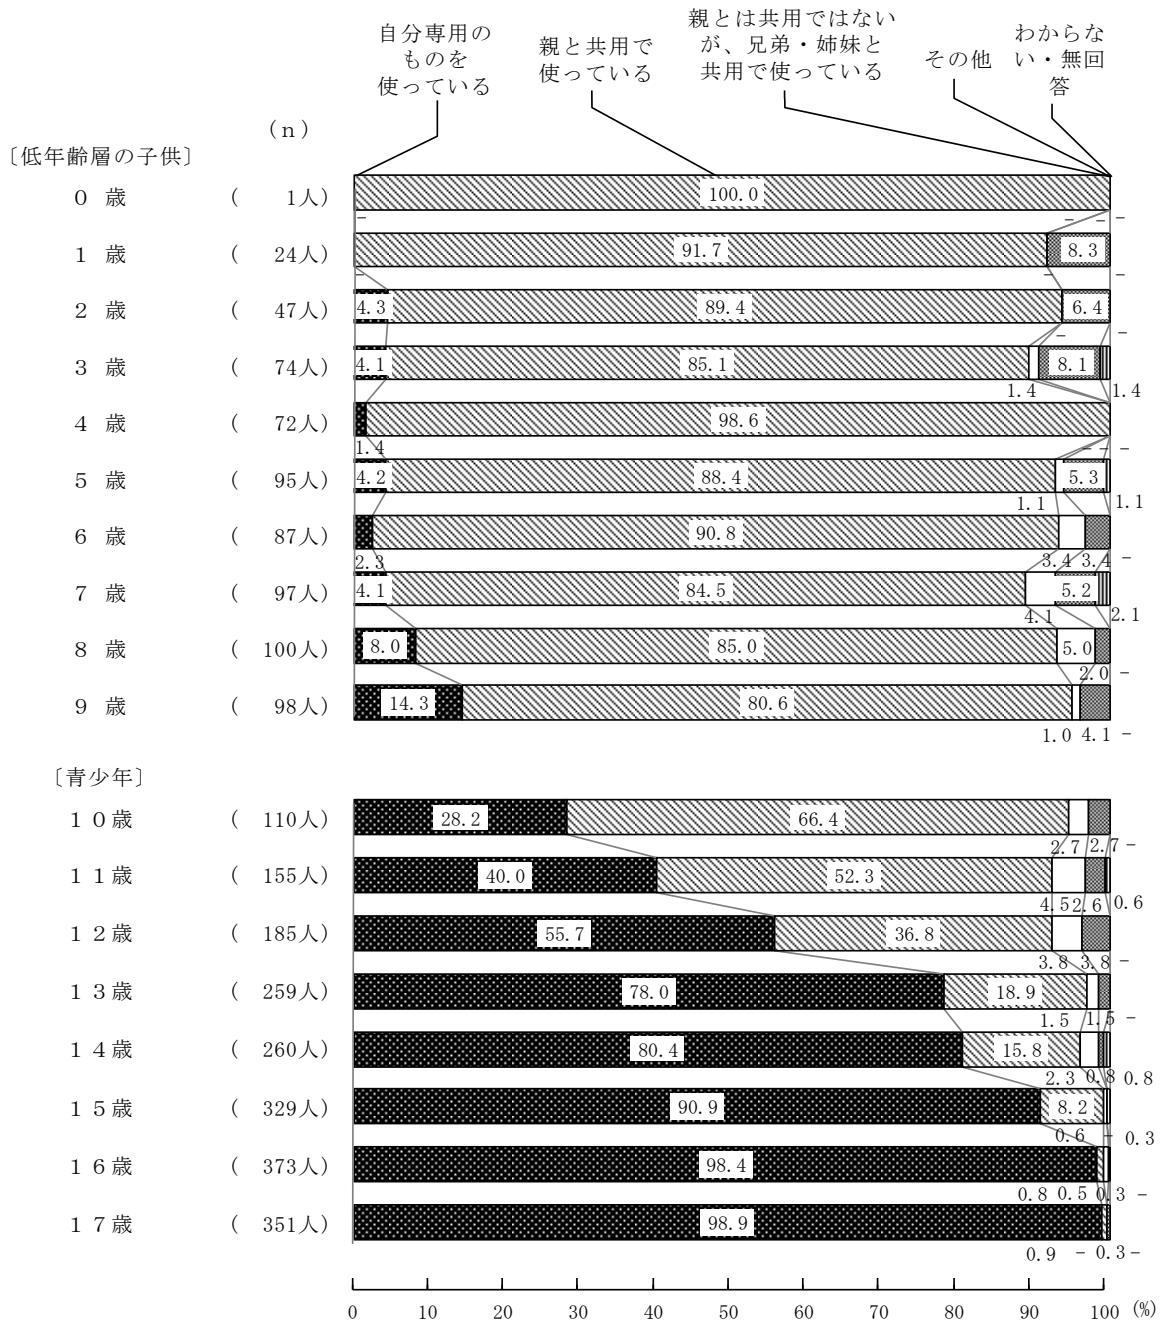 自分専用の
ものを
使っている
親と共用で
使っている
親とは共用ではない
が、兄弟・姉妹と
共用で使っている
その他
わからな
い・無回
答
(n)
〔低年齢層の子供〕
0 歳 ( 1人) 100.0
- - - -
1 歳 ( 24人) 91.7 8.3
- - -
2 歳 ( 47人) 4.3 89.4 6.4
- -
3 歳 ( 74人) 4.1 85.1 8.1
1.4 1.4
4 歳 ( 72人) 98.6
1.4 - - -
5 歳 ( 95人) 4.2 88.4 5.3
1.1 1.1
6 歳 ( 87人) 90.8
2.3 3.4 3.4 -
7 歳 ( 97人) 4.1 84.5 5.2
4.1 2.1
8 歳 ( 100人) 8.0 85.0 5.0
2.0 -
9 歳 ( 98人) 14.3 80.6
1.0 4.1 -
〔青少年〕
10歳 ( 110人) 28.2 66.4
2.7 2.7 -
11歳 ( 155人) 40.0 52.3
4.5 2.6 0.6
12歳 ( 185人) 55.7 36.8
3.8 3.8 -
13歳 ( 259人) 78.0 18.9
1.5 1.5 -
14歳 ( 260人) 80.4 15.8
2.3 0.8 0.8
15歳 ( 329人) 90.9 8.2
0.6 - 0.3
16歳 ( 373人) 98.4
0.8 0.5 0.3 -
17歳 ( 351人) 98.9
0.9 - 0.3 -
0 10 20 30 40 50 60 70 80 90 100 (%)